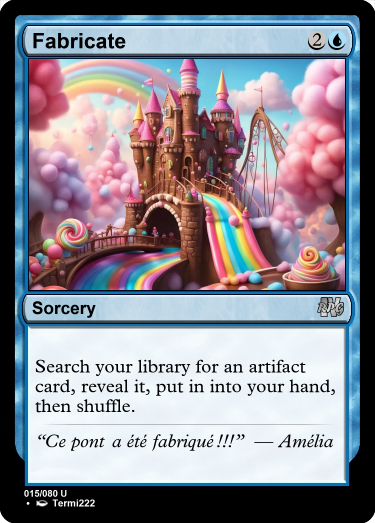 Fabricate 2
Sorcery RPG
Search your library for an artifact
card, reveal it, put in into your hand,
then shuffle.
“Ce pont a été fabriqué !!!” — Amélia
015/080 U
• Termi222